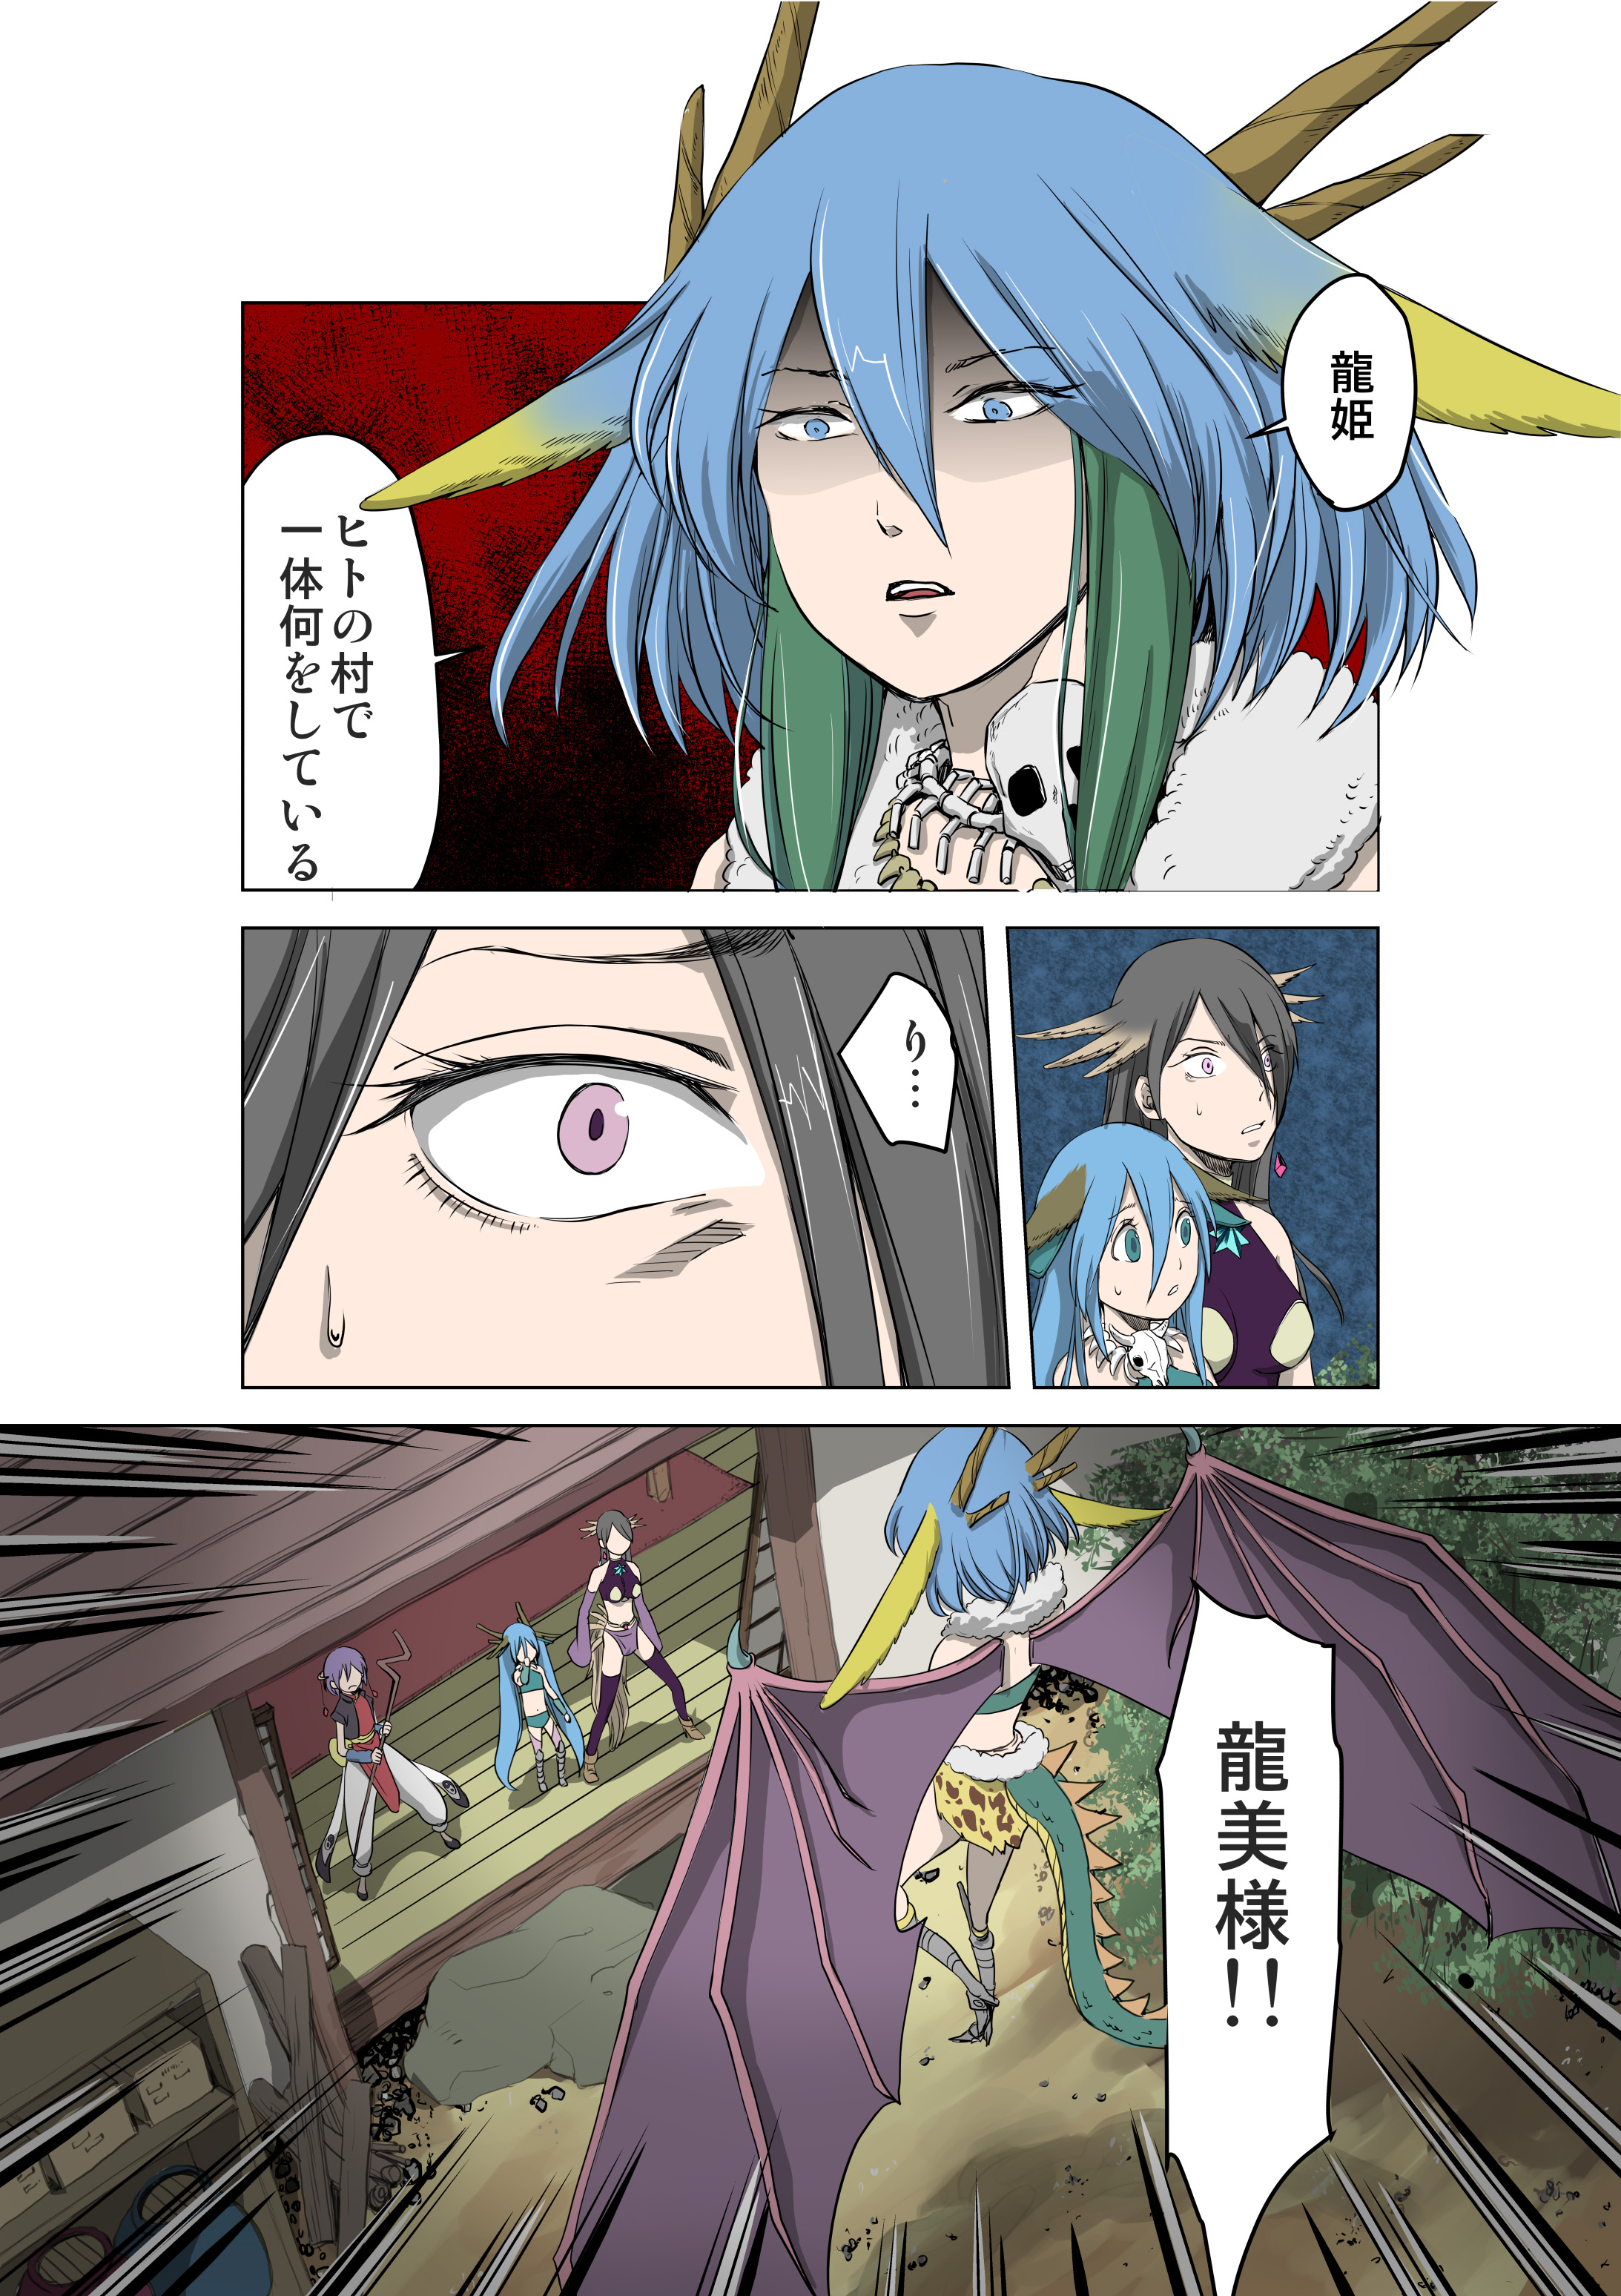 龍姫
ヒトの村で
一体何をしている
り…
龍美様!!